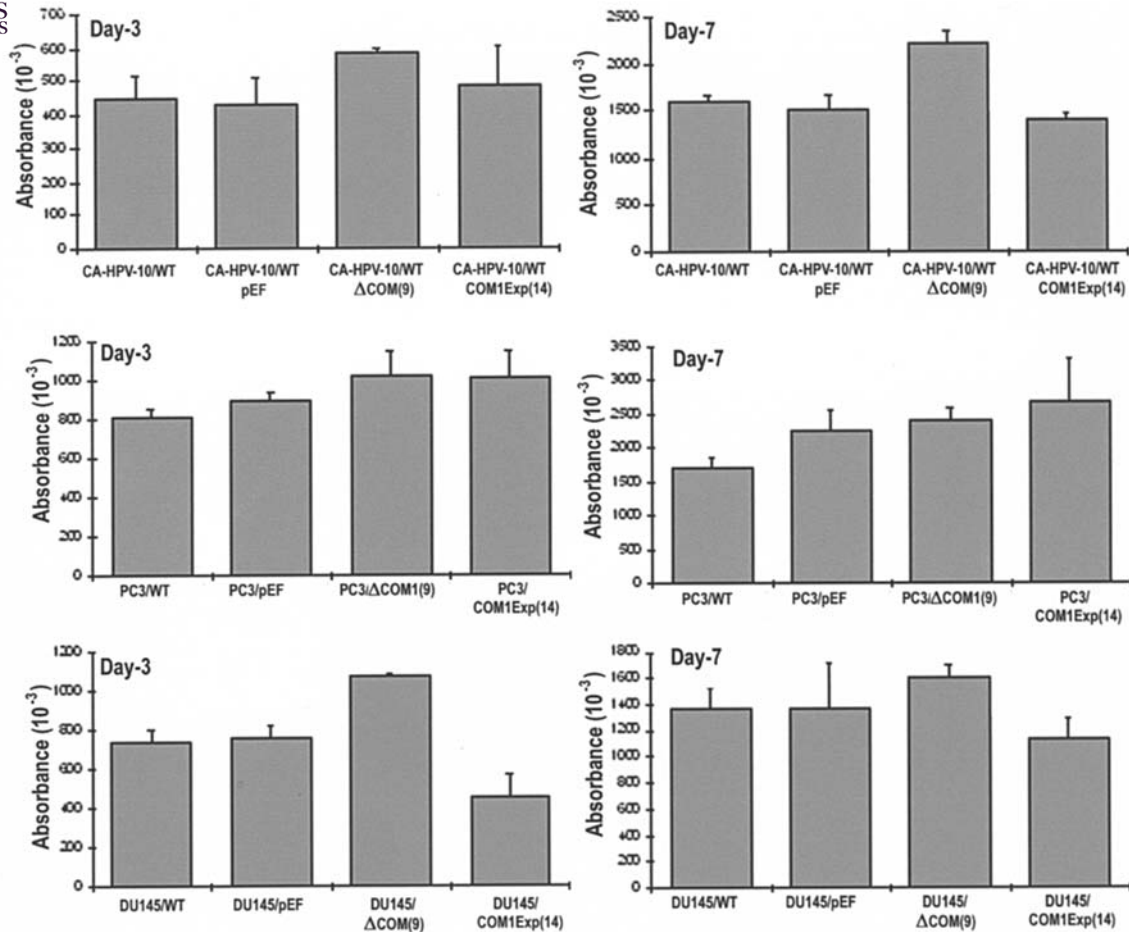 S
S
Day-3
Absorbance (10⁻³)
700
600
500
400
300
200
100
0
CA-HPV-10/WT CA-HPV-10/WT CA-HPV-10/WT CA-HPV-10/WT
pEF ΔCOM(9) COM1Exp(14)
Day-7
Absorbance (10⁻³)
2500
2000
1500
1000
500
0
CA-HPV-10/WT CA-HPV-10/WT CA-HPV-10/WT CA-HPV-10/WT
pEF ΔCOM(9) COM1Exp(14)
Day-3
Absorbance (10⁻³)
1200
1000
800
600
400
200
0
PC3/WT PC3/pEF PC3/ΔCOM1(9) PC3/
COM1Exp(14)
Day-7
Absorbance (10⁻³)
3500
3000
2500
2000
1500
1000
500
0
PC3/WT PC3/pEF PC3/ΔCOM1(9) PC3/
COM1Exp(14)
Day-3
Absorbance (10⁻³)
1200
1000
800
600
400
200
0
DU145/WT DU145/pEF DU145/ DU145/
ΔCOM(9) COM1Exp(14)
Day-7
Absorbance (10⁻³)
1800
1600
1400
1200
1000
800
600
400
200
0
DU145/WT DU145/pEF DU145/ DU145/
ΔCOM(9) COM1Exp(14)